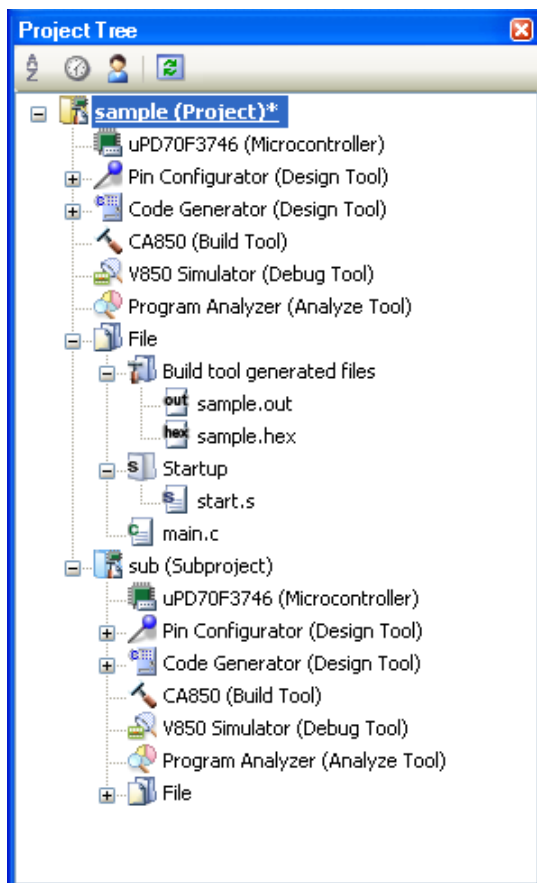 Project Tree
sample (Project)*
uPD70F3746 (Microcontroller)
Pin Configurator (Design Tool)
Code Generator (Design Tool)
CA850 (Build Tool)
V850 Simulator (Debug Tool)
Program Analyzer (Analyze Tool)
File
Build tool generated files
out sample.out
hex sample.hex
S Startup
S start.s
C main.c
sub (Subproject)
uPD70F3746 (Microcontroller)
Pin Configurator (Design Tool)
Code Generator (Design Tool)
CA850 (Build Tool)
V850 Simulator (Debug Tool)
Program Analyzer (Analyze Tool)
File